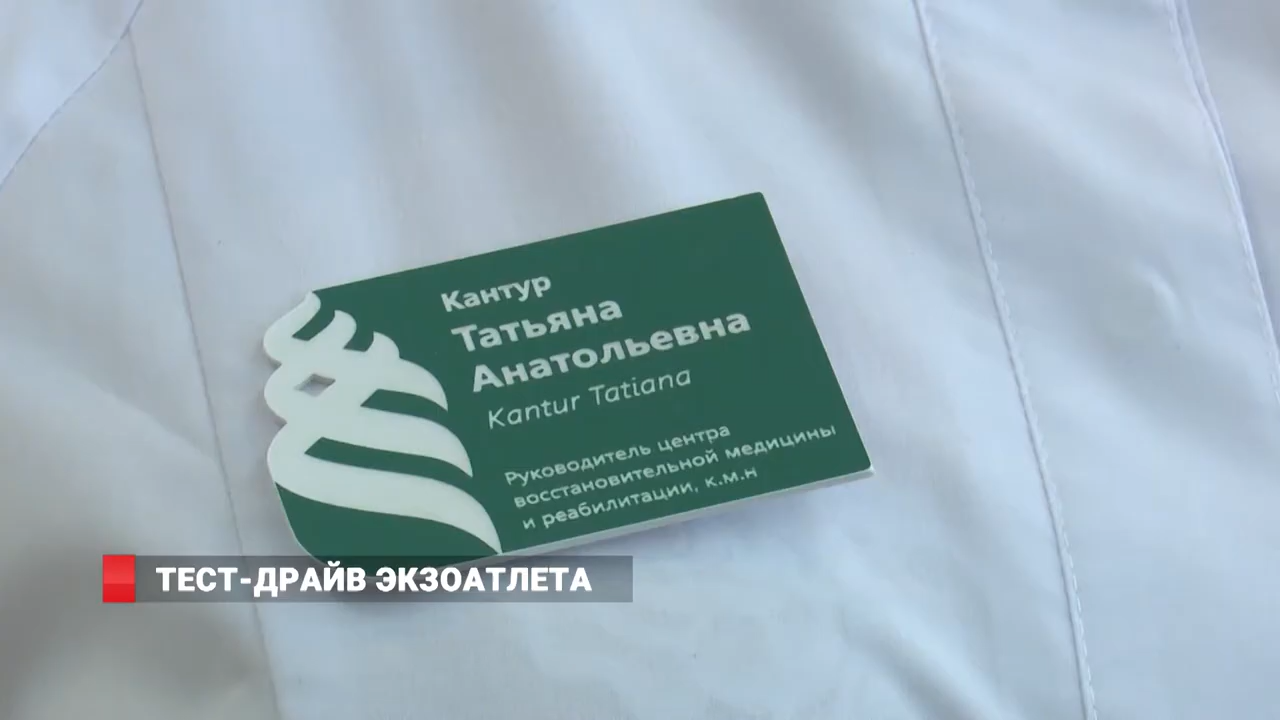 Кантур
Татьяна
Анатольевна
Kantur Tatiana
Руководитель центра
восстановительной медицины
и реабилитации, к.м.н
ТЕСТ-ДРАЙВ ЭКЗОАТЛЕТА